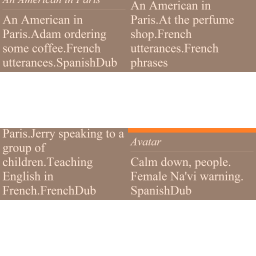 An American in Paris
An American in
Paris.Adam ordering
some coffee.French
utterances.SpanishDub
An American in
Paris.At the perfume
shop.French
utterances.French
phrases
Paris.Jerry speaking to a
group of
children.Teaching
English in
French.FrenchDub
Avatar
Calm down, people.
Female Na'vi warning.
SpanishDub